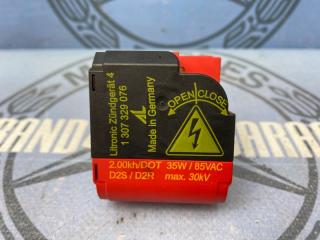 Litronic Zündgerät 4
1 307 329 076
AL
Made in Germany
OPEN CLOSE
2.00kh/DOT 35W / 85VAC
D2S / D2R max. 30kV